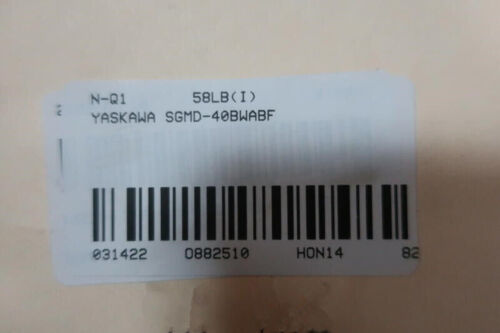 N-Q1 58LB(I)
YASKAWA SGMD-40BWABF
031422 0882510 HON14 82